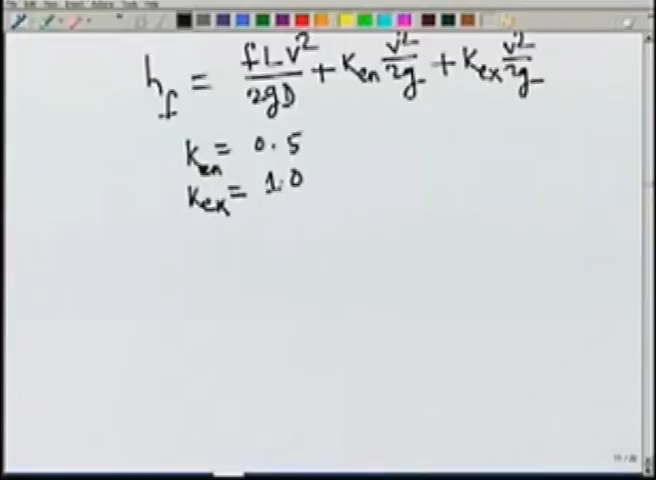 h_f = fLV²/2gD + K_en V²/2g + K_ex V²/2g
K_en = 0.5
K_ex = 1.0